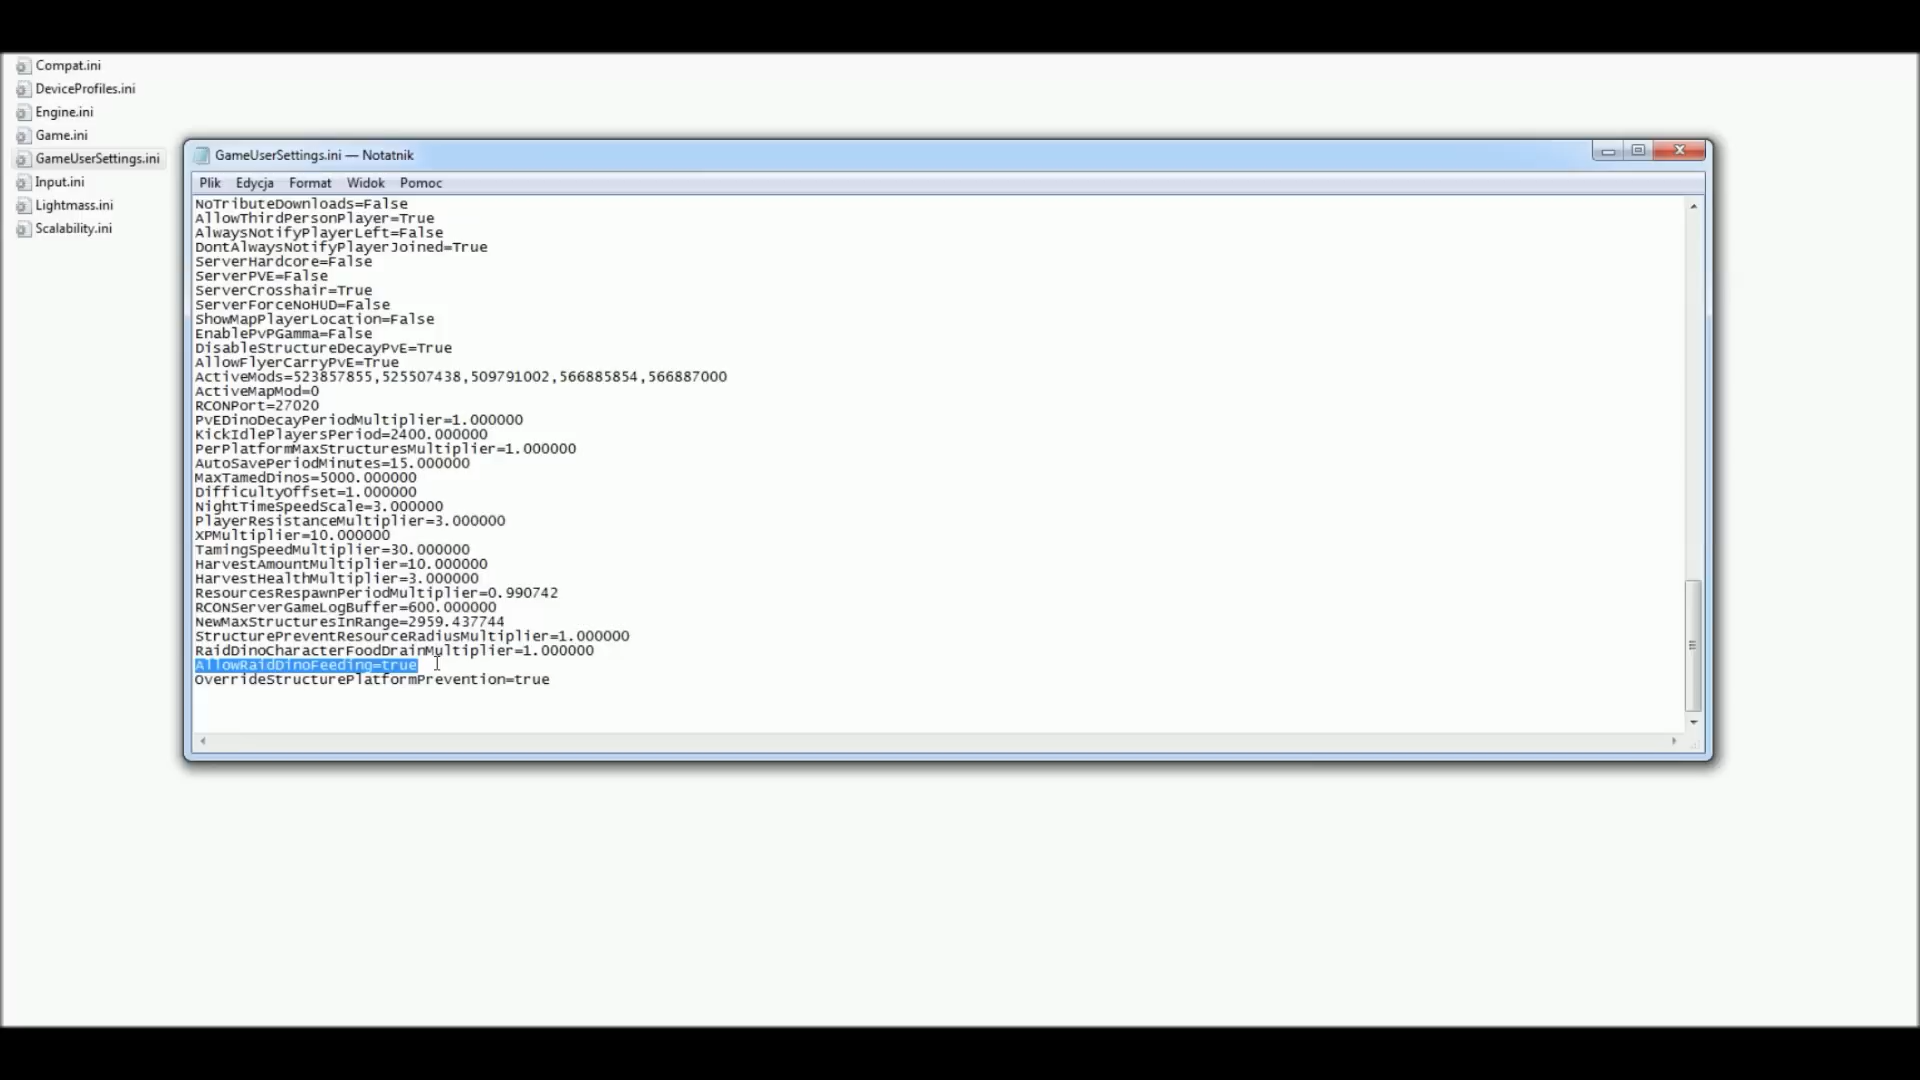 Compat.ini
DeviceProfiles.ini
Engine.ini
Game.ini
GameUserSettings.ini
Input.ini
Lightmass.ini
Scalability.ini
GameUserSettings.ini — Notatnik
Plik Edycja Format Widok Pomoc
NoTributeDownloads=False
AllowThirdPersonPlayer=True
AlwaysNotifyPlayerLeft=False
DontAlwaysNotifyPlayerJoined=True
ServerHardcore=False
ServerPVE=False
ServerCrosshair=True
ServerForceNoHUD=False
ShowMapPlayerLocation=False
EnablePvPGamma=False
DisableStructureDecayPvE=True
AllowFlyerCarryPvE=True
ActiveMods=523857855,525507438,509791002,566885854,566887000
ActiveMapMod=0
RCONPort=27020
PvEDinoDecayPeriodMultiplier=1.000000
KickIdlePlayersPeriod=2400.000000
PerPlatformMaxStructuresMultiplier=1.000000
AutoSavePeriodMinutes=15.000000
MaxTamedDinos=5000.000000
DifficultyOffset=1.000000
NightTimeSpeedScale=3.000000
PlayerResistanceMultiplier=3.000000
XPMultiplier=10.000000
TamingSpeedMultiplier=30.000000
HarvestAmountMultiplier=10.000000
HarvestHealthMultiplier=3.000000
ResourcesRespawnPeriodMultiplier=0.990742
RCONServerGameLogBuffer=600.000000
NewMaxStructuresInRange=2959.437744
StructurePreventResourceRadiusMultiplier=1.000000
RaidDinoCharacterFoodDrainMultiplier=1.000000
AllowRaidDinoFeeding=true
OverrideStructurePlatformPrevention=true